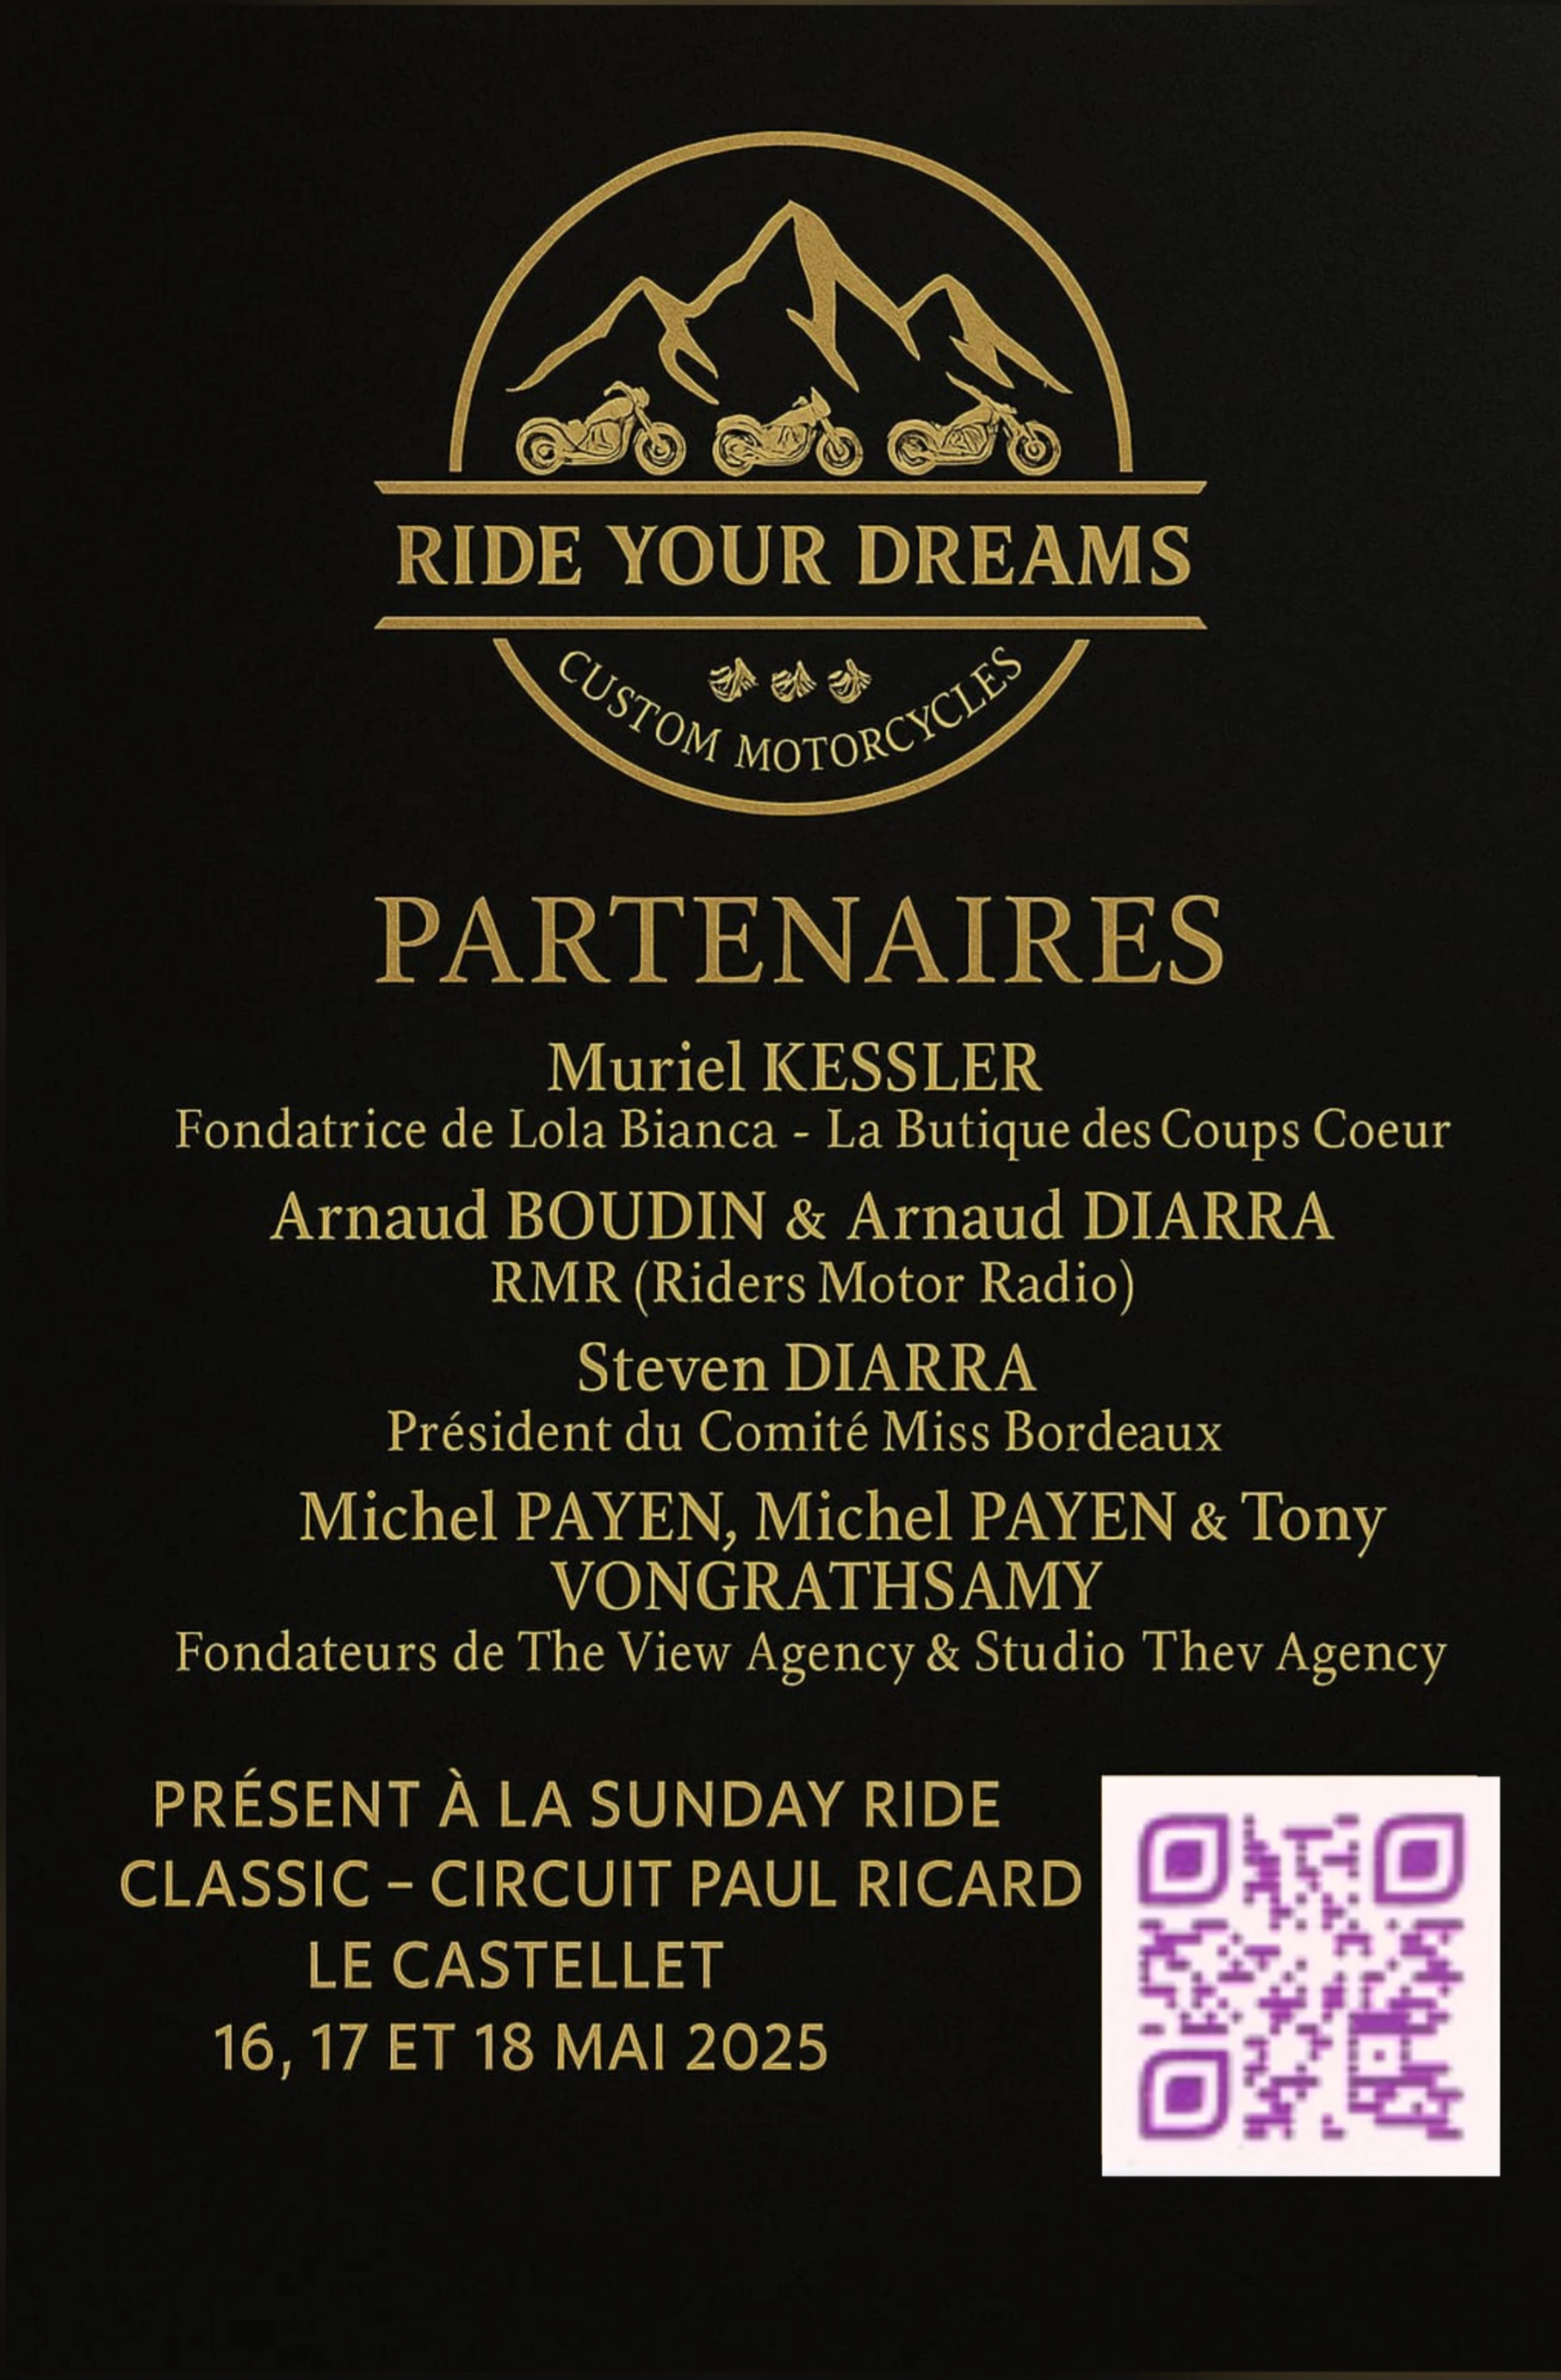 RIDE YOUR DREAMS
CUSTOM MOTORCYCLES
PARTENAIRES
Muriel KESSLER
Fondatrice de Lola Bianca - La Butique des Coups Coeur
Arnaud BOUDIN & Arnaud DIARRA
RMR (Riders Motor Radio)
Steven DIARRA
Président du Comité Miss Bordeaux
Michel PAYEN, Michel PAYEN & Tony
VONGRATHSAMY
Fondateurs de The View Agency & Studio Thev Agency
PRÉSENT À LA SUNDAY RIDE
CLASSIC – CIRCUIT PAUL RICARD
LE CASTELLET
16, 17 ET 18 MAI 2025